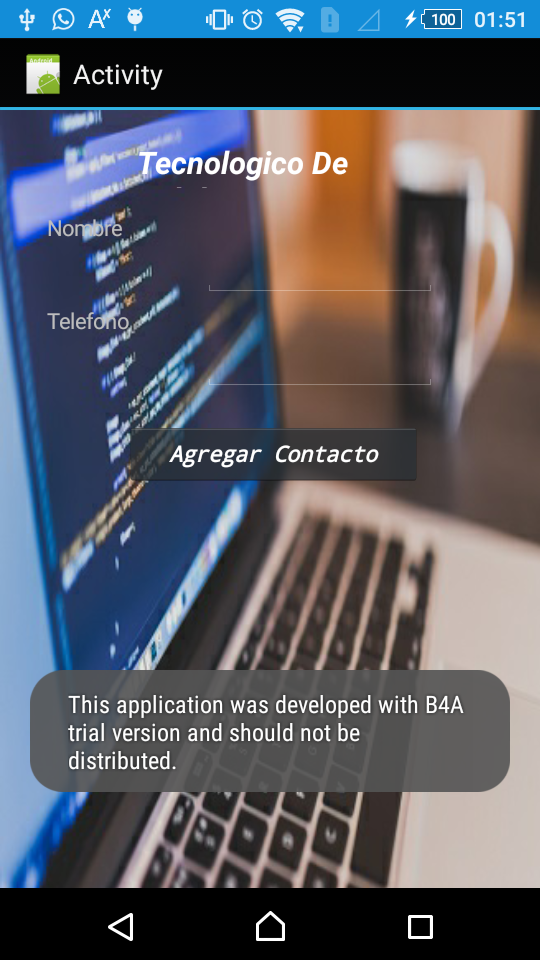 100 01:51
Activity
Tecnologico De
Nombre
Telefono
Agregar Contacto
This application was developed with B4A
trial version and should not be
distributed.